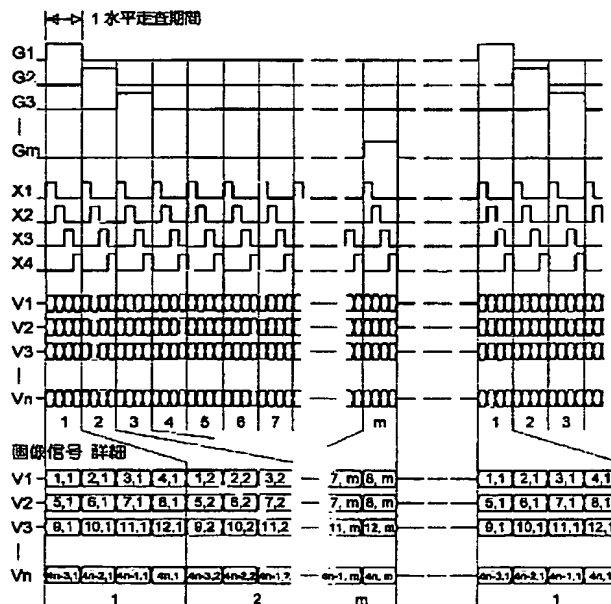 1水平走査期間
G1
G2
G3
Gm
X1
X2
X3
X4
V1
V2
V3
Vn
1 2 3 4 5 6 7 m 1 2 3
画像信号 詳細
V1 1,1 2,1 3,1 4,1 1,2 2,2 3,2 7,m 8,m 1,1 2,1 3,1 4,1
V2 5,1 6,1 7,1 8,1 5,2 6,2 7,2 7,m 8,m 5,1 6,1 7,1 8,1
V3 9,1 10,1 11,1 12,1 9,2 10,2 11,2 11,m 12,m 9,1 10,1 11,1 12,1
Vn 4n-3,1 4n-2,1 4n-1,1 4n,1 4n-3,2 4n-2,2 4n-1,2 4n-1,m 4n,m 4n-3,1 4n-2,1 4n-1,1 4n,1
1 2 m 1